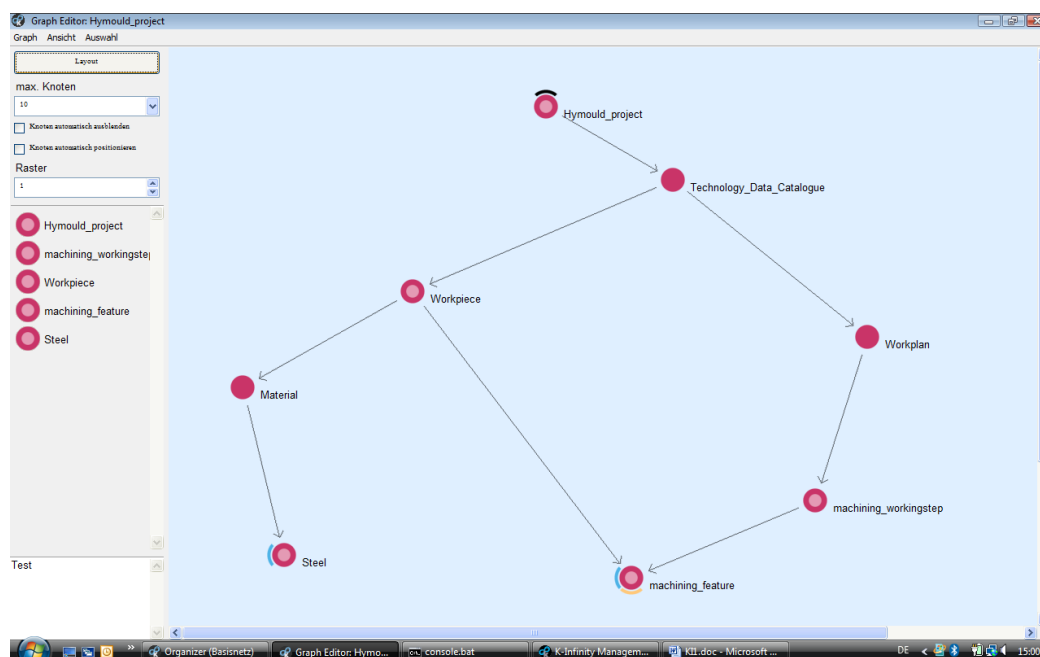 Graph Editor: Hymould_project
Graph Ansicht Auswahl
Layout
max. Knoten
10
Knoten automatisch ausblenden
Knoten automatisch positionieren
Raster
1
Hymould_project
machining_workingste
Workpiece
machining_feature
Steel
Test
Hymould_project
Technology_Data_Catalogue
Workpiece
Workplan
Material
machining_workingstep
Steel
machining_feature
Organizer (Basisnetz)
Graph Editor: Hymo...
console.bat
K-Infinity Managem...
KI1.doc - Microsoft ...
DE
15:00